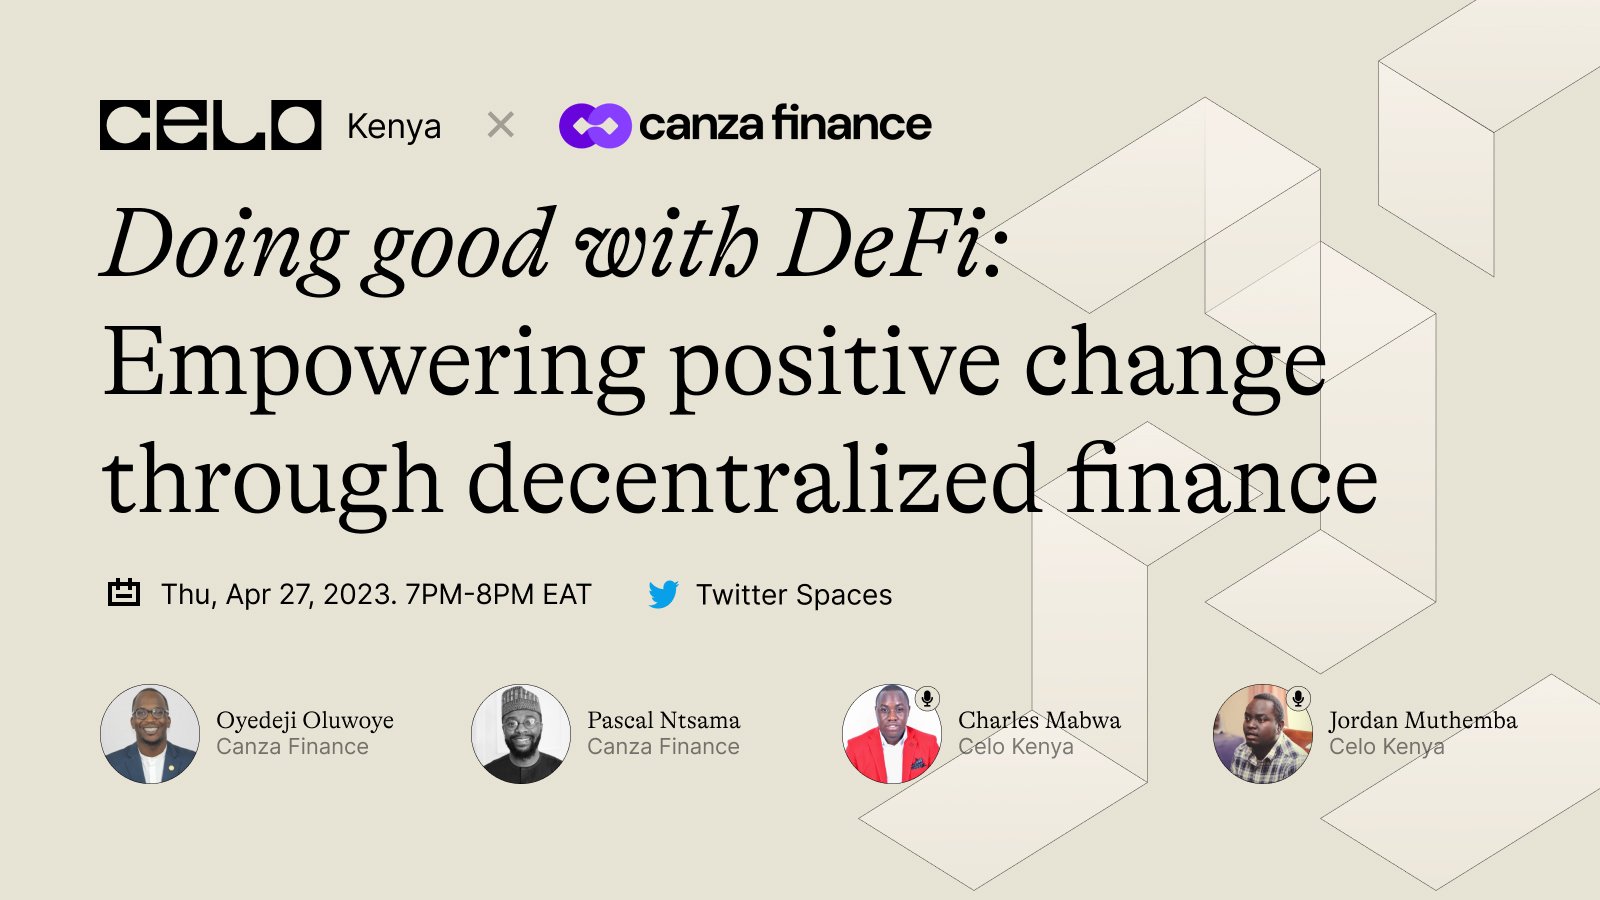 CELO Kenya × canza finance
Doing good with DeFi:
Empowering positive change
through decentralized finance
Thu, Apr 27, 2023. 7PM-8PM EAT Twitter Spaces
Oyedeji Oluwoye
Canza Finance
Pascal Ntsama
Canza Finance
Charles Mabwa
Celo Kenya
Jordan Muthemba
Celo Kenya